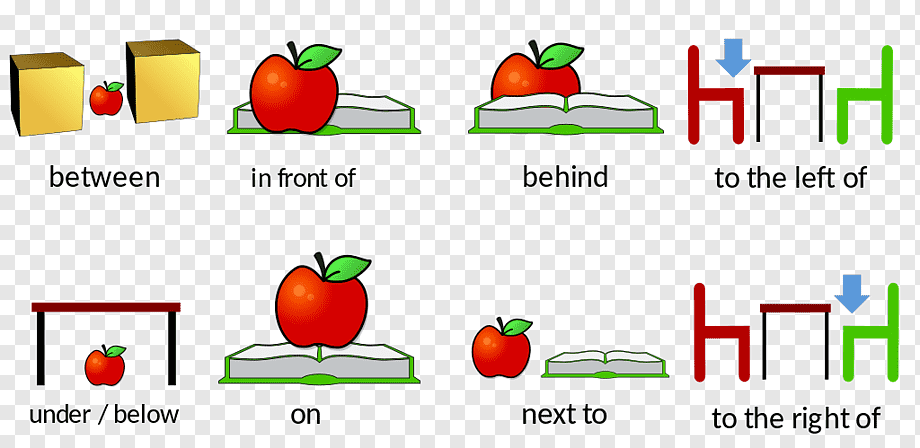 between
in front of
behind
to the left of
under / below
on
next to
to the right of